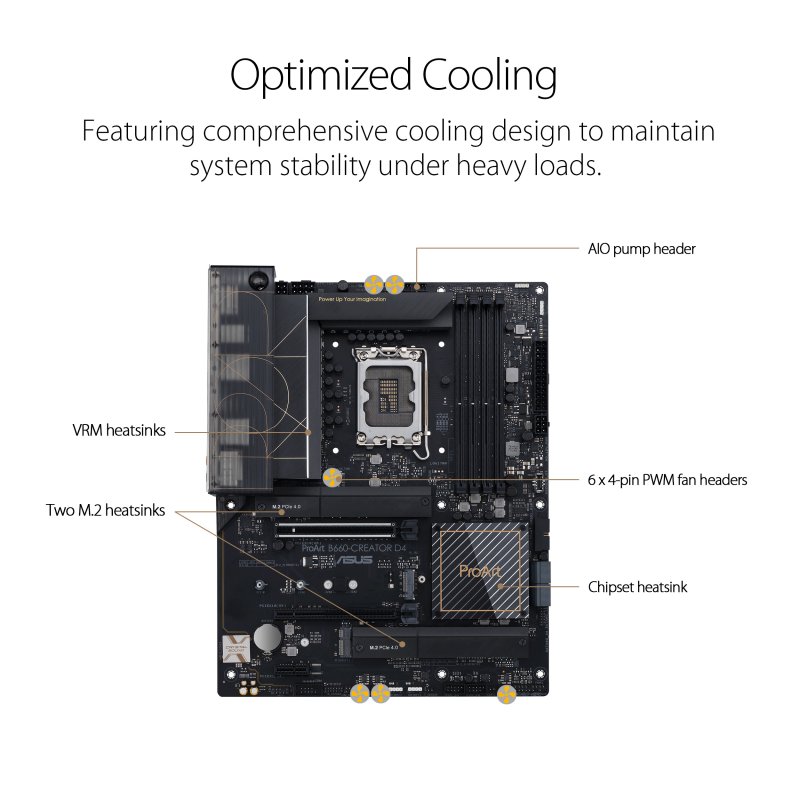 Optimized Cooling
Featuring comprehensive cooling design to maintain
system stability under heavy loads.
AIO pump header
Power Up Your Imagination
VRM heatsinks
6 x 4-pin PWM fan headers
Two M.2 heatsinks
M.2 PCIe 4.0
ProArt B660-CREATOR D4
ASUS
ProArt
Chipset heatsink
M.2 PCIe 4.0